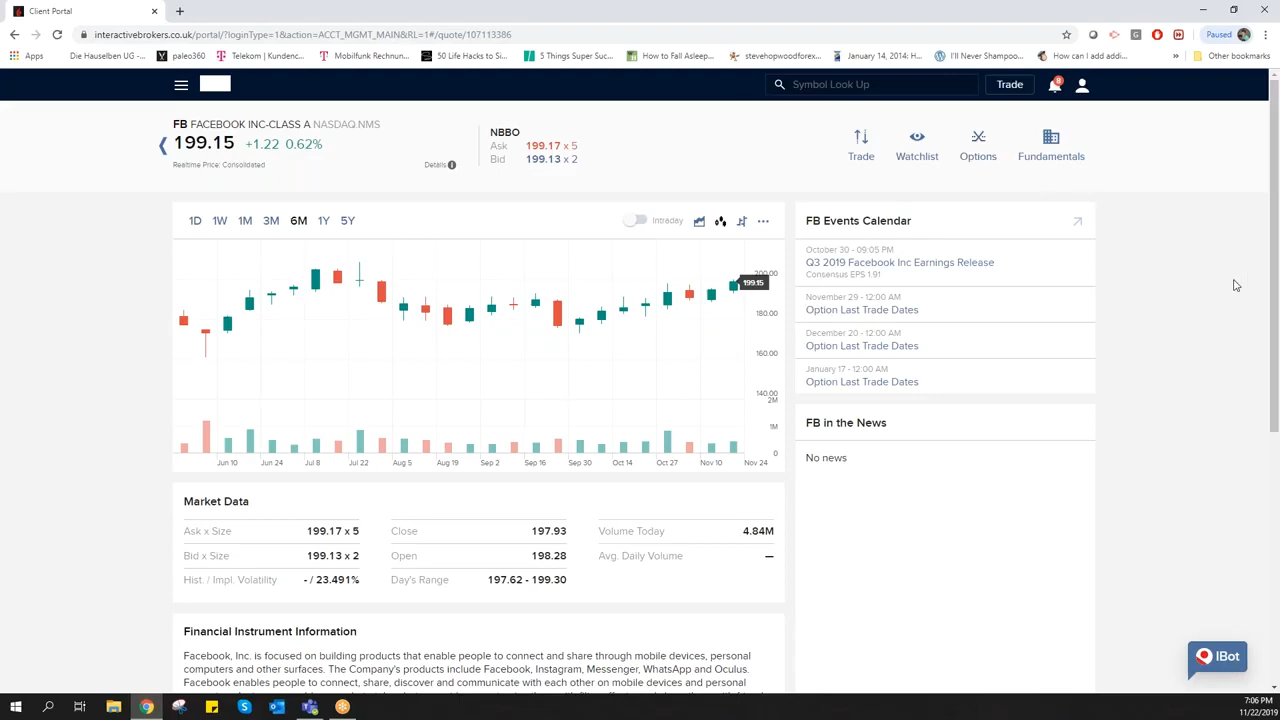 Client Portal
interactivebrokers.co.uk/portal/?loginType=1&action=ACCT_MGMT_MAIN&RL=1#/quote/107113386
Paused
Apps
Die Hauselben UG -...
paleo360
Telekom | Kundenc...
Mobilfunk Rechnun...
50 Life Hacks to Si...
5 Things Super Suc...
How to Fall Asleep...
stevehopwoodforex...
January 14, 2014: H...
I'll Never Shampoo...
How can I add addi...
»
Other bookmarks
Symbol Look Up
Trade
8
FB FACEBOOK INC-CLASS A NASDAQ.NMS
199.15 +1.22 0.62%
Realtime Price: Consolidated
Details
NBBO
Ask 199.17 x 5
Bid 199.13 x 2
Trade
Watchlist
Options
Fundamentals
1D 1W 1M 3M 6M 1Y 5Y
Intraday
200.00
199.15
180.00
160.00
140.00
2M
1M
0
Jun 10 Jun 24 Jul 8 Jul 22 Aug 5 Aug 19 Sep 2 Sep 16 Sep 30 Oct 14 Oct 27 Nov 10 Nov 24
FB Events Calendar
October 30 - 09:05 PM
Q3 2019 Facebook Inc Earnings Release
Consensus EPS 1.91
November 29 - 12:00 AM
Option Last Trade Dates
December 20 - 12:00 AM
Option Last Trade Dates
January 17 - 12:00 AM
Option Last Trade Dates
FB in the News
No news
Market Data
Ask x Size 199.17 x 5
Close 197.93
Volume Today 4.84M
Bid x Size 199.13 x 2
Open 198.28
Avg. Daily Volume —
Hist. / Impl. Volatility - / 23.491%
Day's Range 197.62 - 199.30
Financial Instrument Information
Facebook, Inc. is focused on building products that enable people to connect and share through mobile devices, personal
computers and other surfaces. The Company's products include Facebook, Instagram, Messenger, WhatsApp and Oculus.
Facebook enables people to connect, share, discover and communicate with each other on mobile devices and personal
IBot
7:06 PM
11/22/2019